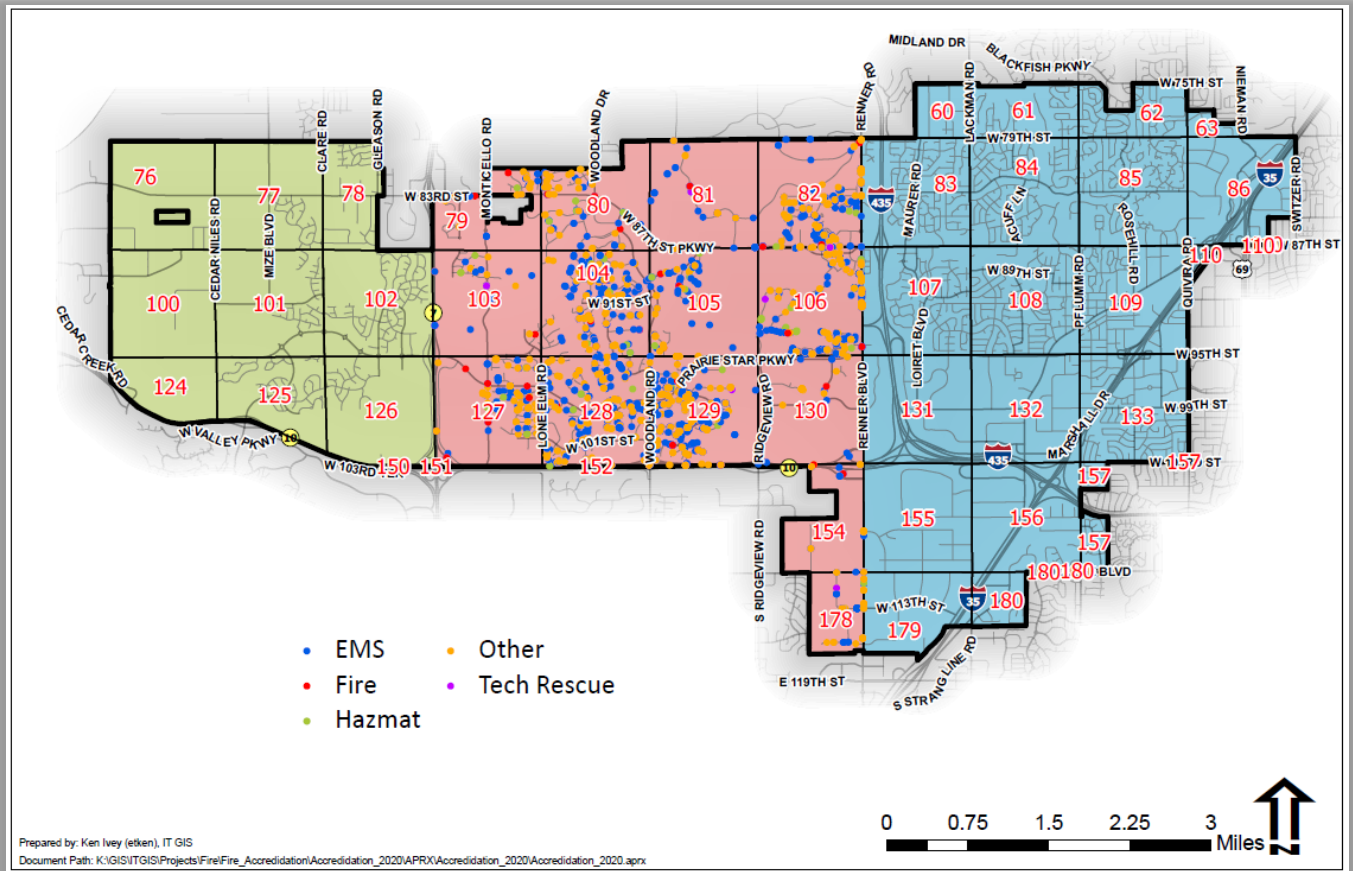 MIDLAND DR
BLACKFISH PKWY
W 75TH ST
NIEMAN RD
LACKMAN RD
RENNER RD
60
61
62
63
W 79TH ST
CLARE RD
GLEASON RD
MONTICELLO RD
WOODLAND DR
76
77
78
W 83RD ST
79
80
81
82
435
83
84
85
86
35
SWITZER RD
MAURER RD
ACUFF LN
ROSEHILL RD
CEDAR-NILES RD
MIZE BLVD
W 87TH ST PKWY
110
110
W 87TH ST
69
QUIVIRA RD
PFLUMM RD
W 89TH ST
100
101
102
7
103
104
W 91ST ST
105
106
107
108
109
LOIRET BLVD
CEDAR CREEK RD
PRAIRIE STAR PKWY
W 95TH ST
124
125
126
127
LONE ELM RD
128
WOODLAND RD
129
RIDGEVIEW RD
130
RENNER BLVD
131
132
MARSHALL DR
133
W 99TH ST
W VALLEY PKWY
10
W 101ST ST
W 103RD
150
151
152
10
435
157
ST
157
S RIDGEVIEW RD
154
155
156
157
180
180
BLVD
178
W 113TH ST
179
35
180
E 119TH ST
S STRANG LINE RD
EMS
Other
Fire
Tech Rescue
Hazmat
0 0.75 1.5 2.25 3
Miles
N
Prepared by: Ken Ivey (etken), IT GIS
Document Path: K:\GIS\ITGIS\Projects\Fire\Fire_Accredidation\Accredidation_2020\APRX\Accredidation_2020\Accredidation_2020.aprx